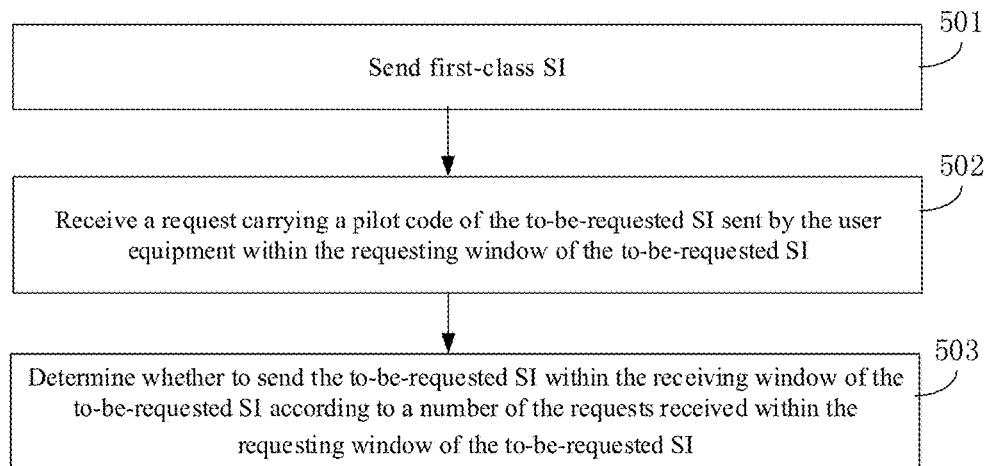 501
Send first-class SI
502
Receive a request carrying a pilot code of the to-be-requested SI sent by the user
equipment within the requesting window of the to-be-requested SI
503
Determine whether to send the to-be-requested SI within the receiving window of the
to-be-requested SI according to a number of the requests received within the
requesting window of the to-be-requested SI